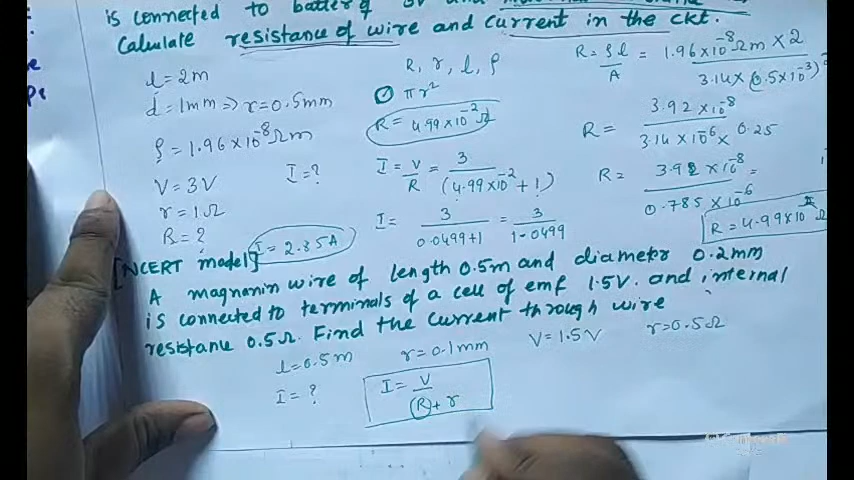 is connected to battery 3V and
Calculate resistance of wire and current in the ckt.
l = 2m
d = 1mm => r = 0.5mm
ρ = 1.96 × 10⁻⁸ Ωm
V = 3V I = ?
r = 1Ω
R = ?
I = 2.85A
R, r, l, ρ
πr²
R = 4.99×10⁻² Ω
I = V/R = 3/(4.99×10⁻² + 1)
I = 3/(0.0499+1) = 3/1.0499
R = ρl/A = 1.96×10⁻⁸ Ωm × 2/3.14×(0.5×10⁻³)²
R = 3.92 × 10⁻⁸/3.14 × 10⁻⁶ × 0.25
R = 3.92 × 10⁻⁸/0.785 × 10⁻⁶ =
R = 4.99×10⁻² Ω
[NCERT model]
A magnanin wire of length 0.5m and diameter 0.2mm
is connected to terminals of a cell of emf 1.5V. and internal
resistane 0.5Ω. Find the current through wire
l = 0.5m r = 0.1mm V = 1.5V r = 0.5Ω
I = ? I = V/R + r